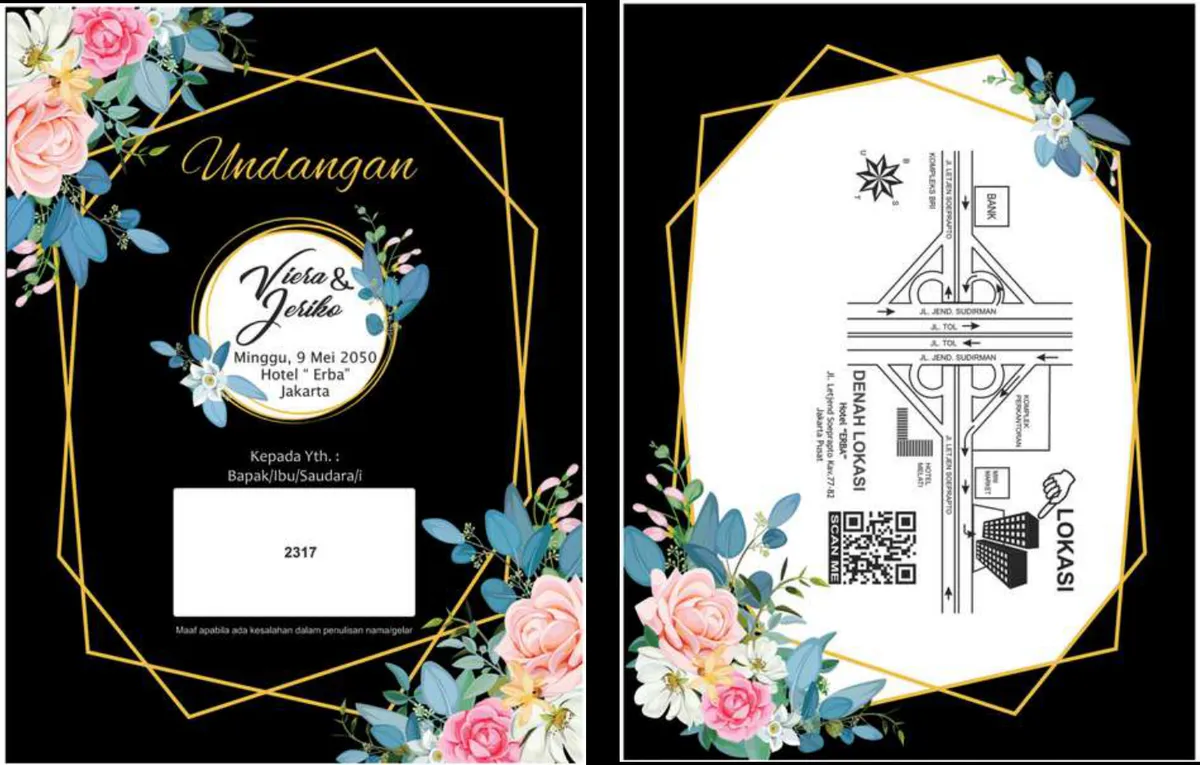 Undangan
Viera &
Jeriko
Minggu, 9 Mei 2050
Hotel “ Erba”
Jakarta
Kepada Yth. :
Bapak/Ibu/Saudara/i
2317
Maaf apabila ada kesalahan dalam penulisan nama/gelar
U
B
S
T
KOMPLEKS BRI
JL. LETJEN SOEPRAPTO
BANK
JL. JEND. SUDIRMAN
JL. TOL
JL. TOL
JL. JEND. SUDIRMAN
KOMPLEK
PERKANTORAN
DENAH LOKASI
Hotel "ERBA"
Jl. Letjend Soeprapto Kav.77-82
Jakarta Pusat
HOTEL
MELATI
JL. LETJEN SOEPRAPTO
MINI
MARKET
LOKASI
SCAN ME